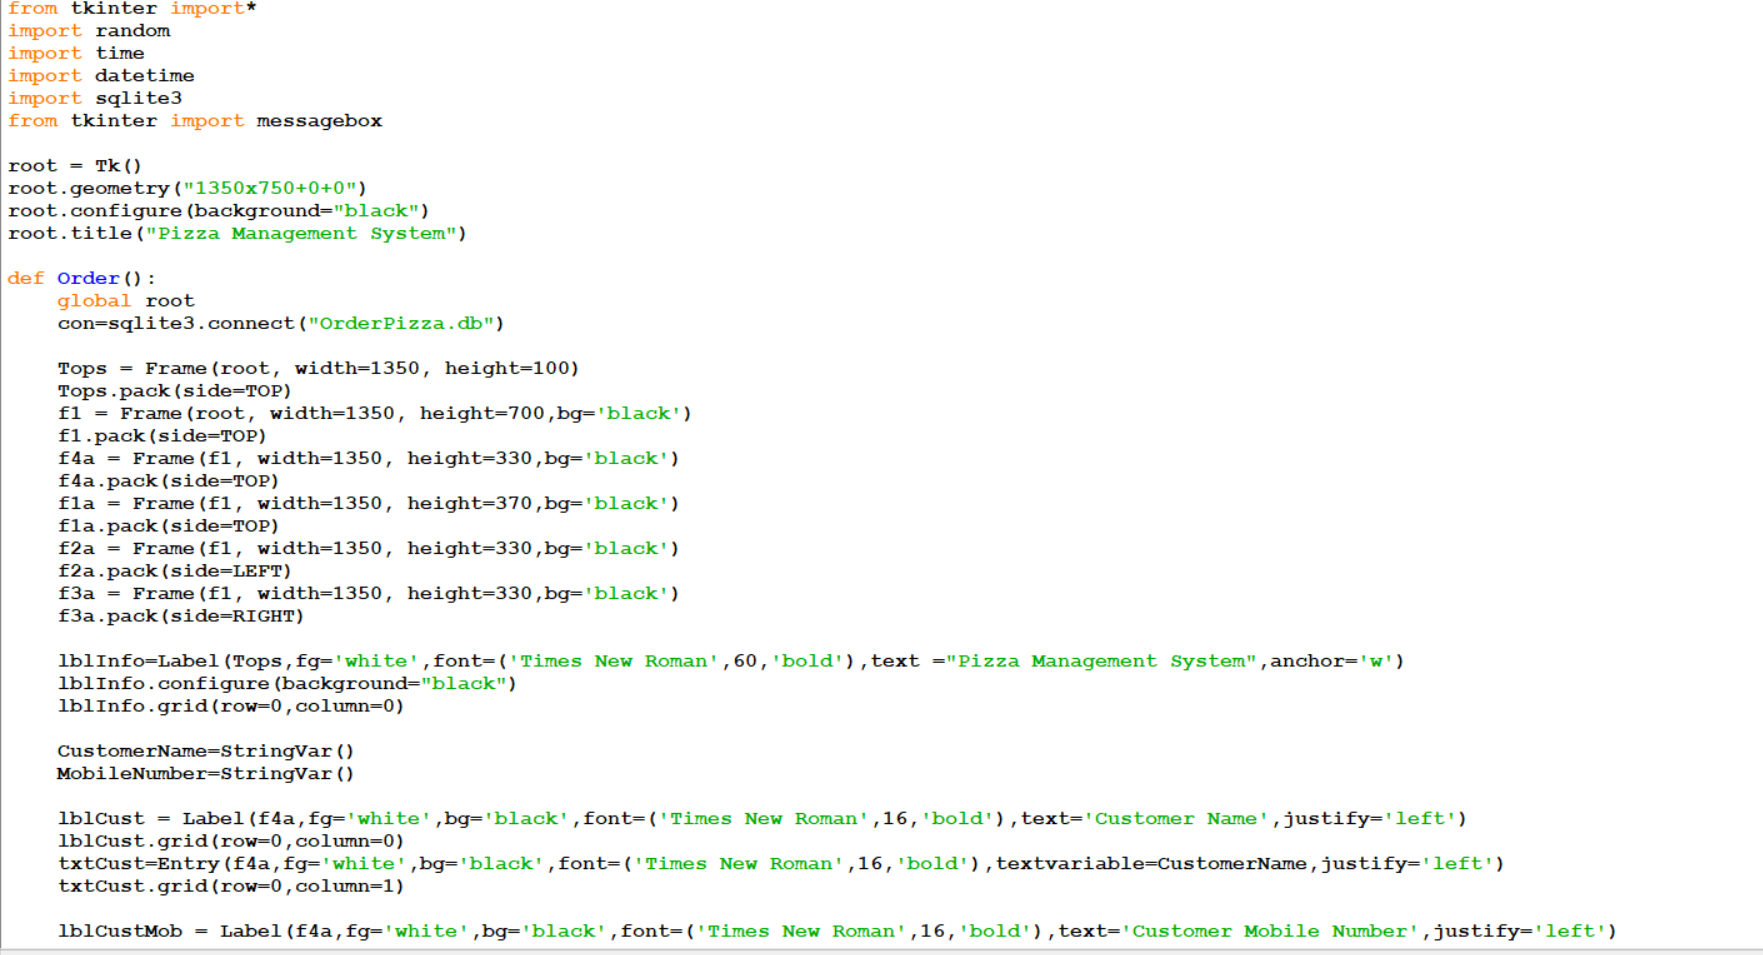 from tkinter import*
import random
import time
import datetime
import sqlite3
from tkinter import messagebox

root = Tk()
root.geometry("1350x750+0+0")
root.configure(background="black")
root.title("Pizza Management System")

def Order():
    global root
    con=sqlite3.connect("OrderPizza.db")

    Tops = Frame(root, width=1350, height=100)
    Tops.pack(side=TOP)
    f1 = Frame(root, width=1350, height=700,bg='black')
    f1.pack(side=TOP)
    f4a = Frame(f1, width=1350, height=330,bg='black')
    f4a.pack(side=TOP)
    f1a = Frame(f1, width=1350, height=370,bg='black')
    f1a.pack(side=TOP)
    f2a = Frame(f1, width=1350, height=330,bg='black')
    f2a.pack(side=LEFT)
    f3a = Frame(f1, width=1350, height=330,bg='black')
    f3a.pack(side=RIGHT)

    lblInfo=Label(Tops,fg='white',font=('Times New Roman',60,'bold'),text ="Pizza Management System",anchor='w')
    lblInfo.configure(background="black")
    lblInfo.grid(row=0,column=0)

    CustomerName=StringVar()
    MobileNumber=StringVar()

    lblCust = Label(f4a,fg='white',bg='black',font=('Times New Roman',16,'bold'),text='Customer Name',justify='left')
    lblCust.grid(row=0,column=0)
    txtCust=Entry(f4a,fg='white',bg='black',font=('Times New Roman',16,'bold'),textvariable=CustomerName,justify='left')
    txtCust.grid(row=0,column=1)

    lblCustMob = Label(f4a,fg='white',bg='black',font=('Times New Roman',16,'bold'),text='Customer Mobile Number',justify='left')